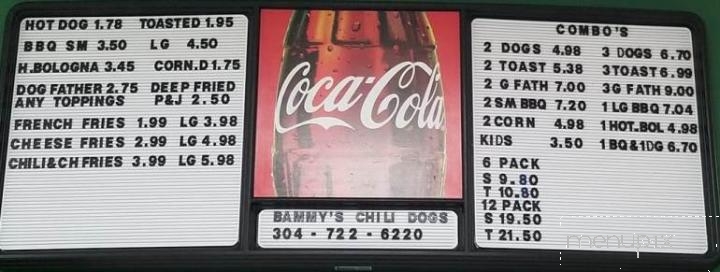 HOT DOG 1.78 TOASTED 1.95
BBQ SM 3.50 LG 4.50
H.BOLOGNA 3.45 CORN.D 1.75
DOG FATHER 2.75 DEEP FRIED
ANY TOPPINGS P&J 2.50
FRENCH FRIES 1.99 LG 3.98
CHEESE FRIES 2.99 LG 4.98
CHILI&CH FRIES 3.99 LG 5.98
Coca-Cola
BAMMY'S CHILI DOGS
304-722-6220
COMBO'S
2 DOGS 4.98 3 DOGS 6.70
2 TOAST 5.38 3TOAST 6.99
2 G FATH 7.00 3G FATH 9.00
2SM BBQ 7.20 1 LG BBQ 7.04
2 CORN 4.98 1HOT.BOL 4.98
KIDS 3.50 1BQ&1DG 6.70
6 PACK
S 9.80
T 10.80
12 PACK
S 19.50
T 21.50